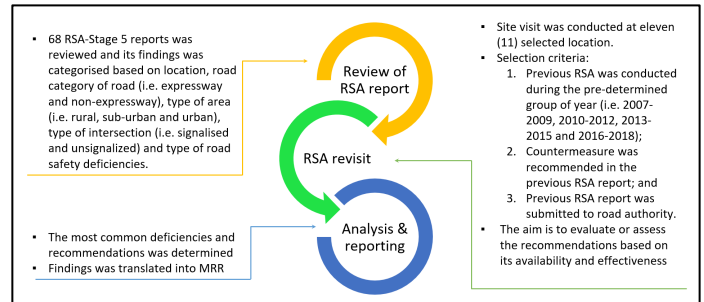 ▪ 68 RSA-Stage 5 reports was
reviewed and its findings was
categorised based on location, road
category of road (i.e. expressway
and non-expressway), type of area
(i.e. rural, sub-urban and urban),
type of intersection (i.e. signalised
and unsignalized) and type of road
safety deficiencies.
Review of
RSA report
RSA revisit
Analysis &
reporting
▪ The most common deficiencies and
recommendations was determined
▪ Findings was translated into MRR
▪ Site visit was conducted at eleven
(11) selected location.
▪ Selection criteria:
1. Previous RSA was conducted
during the pre-determined
group of year (i.e. 2007-
2009, 2010-2012, 2013-
2015 and 2016-2018);
2. Countermeasure was
recommended in the
previous RSA report; and
3. Previous RSA report was
submitted to road authority.
▪ The aim is to evaluate or assess
the recommendations based on
its availability and effectiveness